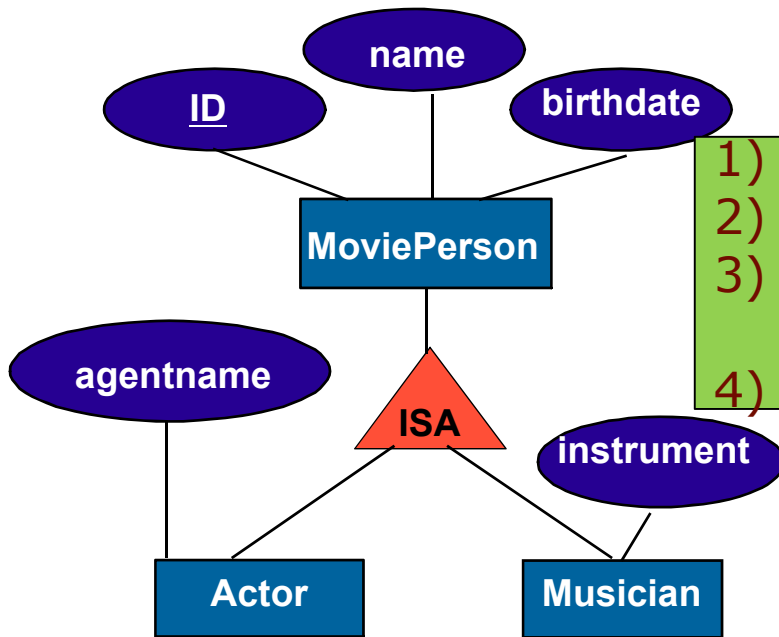 name
ID
birthdate
1)
2)
3)
4)
MoviePerson
agentname
ISA
instrument
Actor
Musician